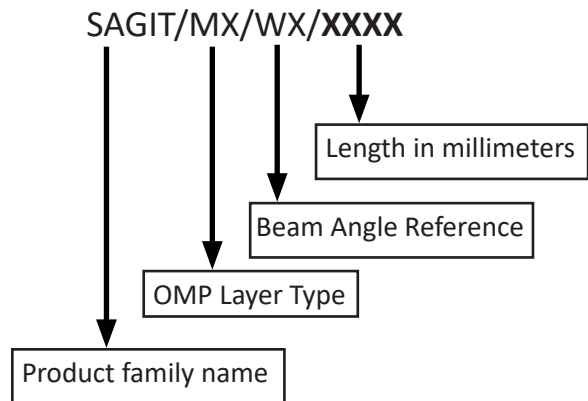 SAGIT/MX/WX/XXXX
Length in millimeters
Beam Angle Reference
OMP Layer Type
Product family name